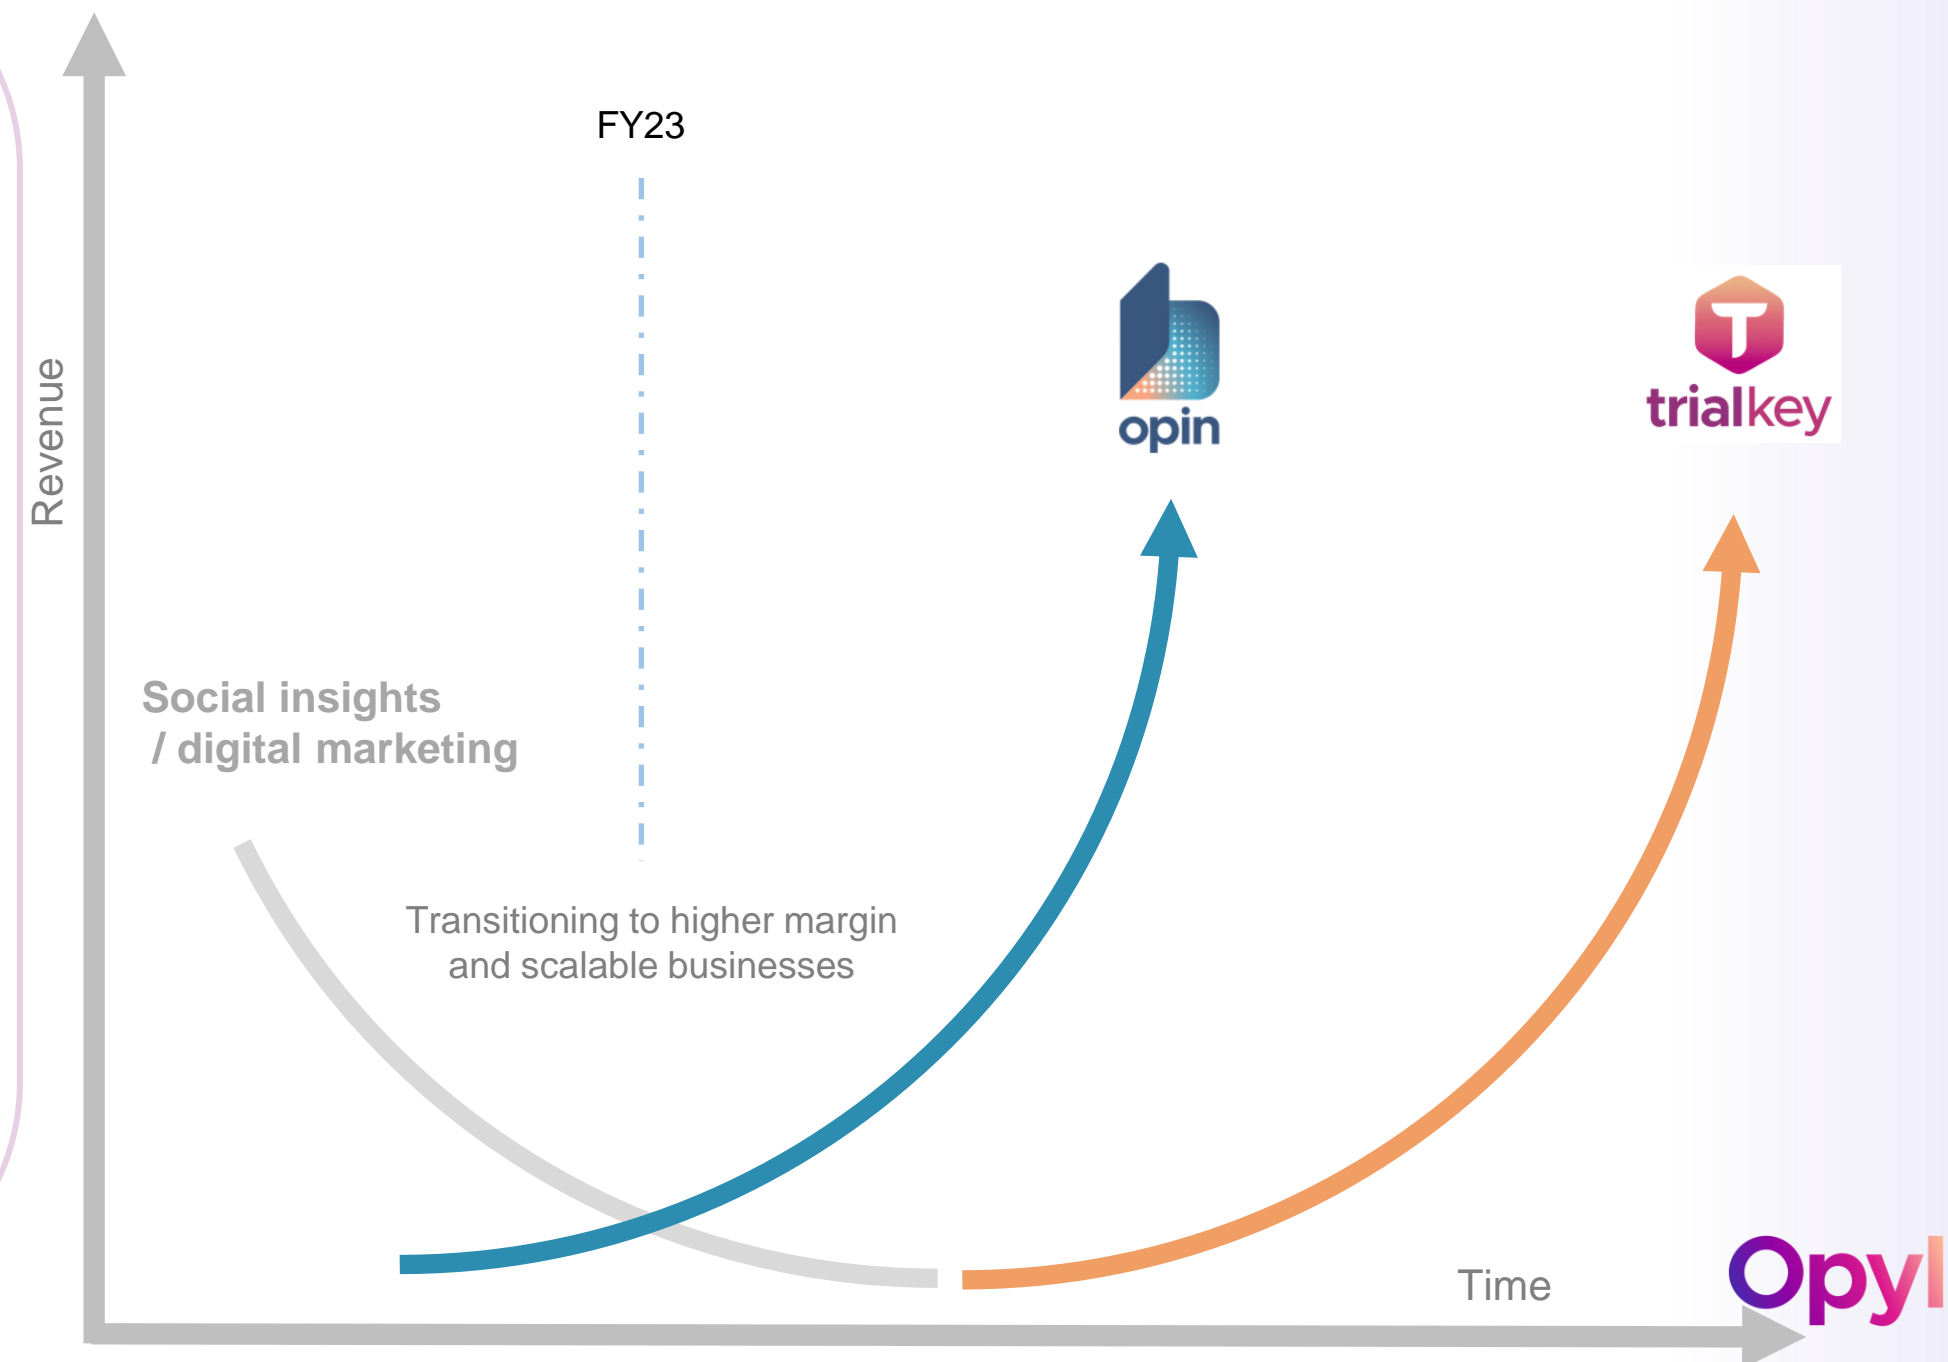 FY23
opin
trialkey
Revenue
Social insights
/ digital marketing
Transitioning to higher margin
and scalable businesses
Time
Opyl